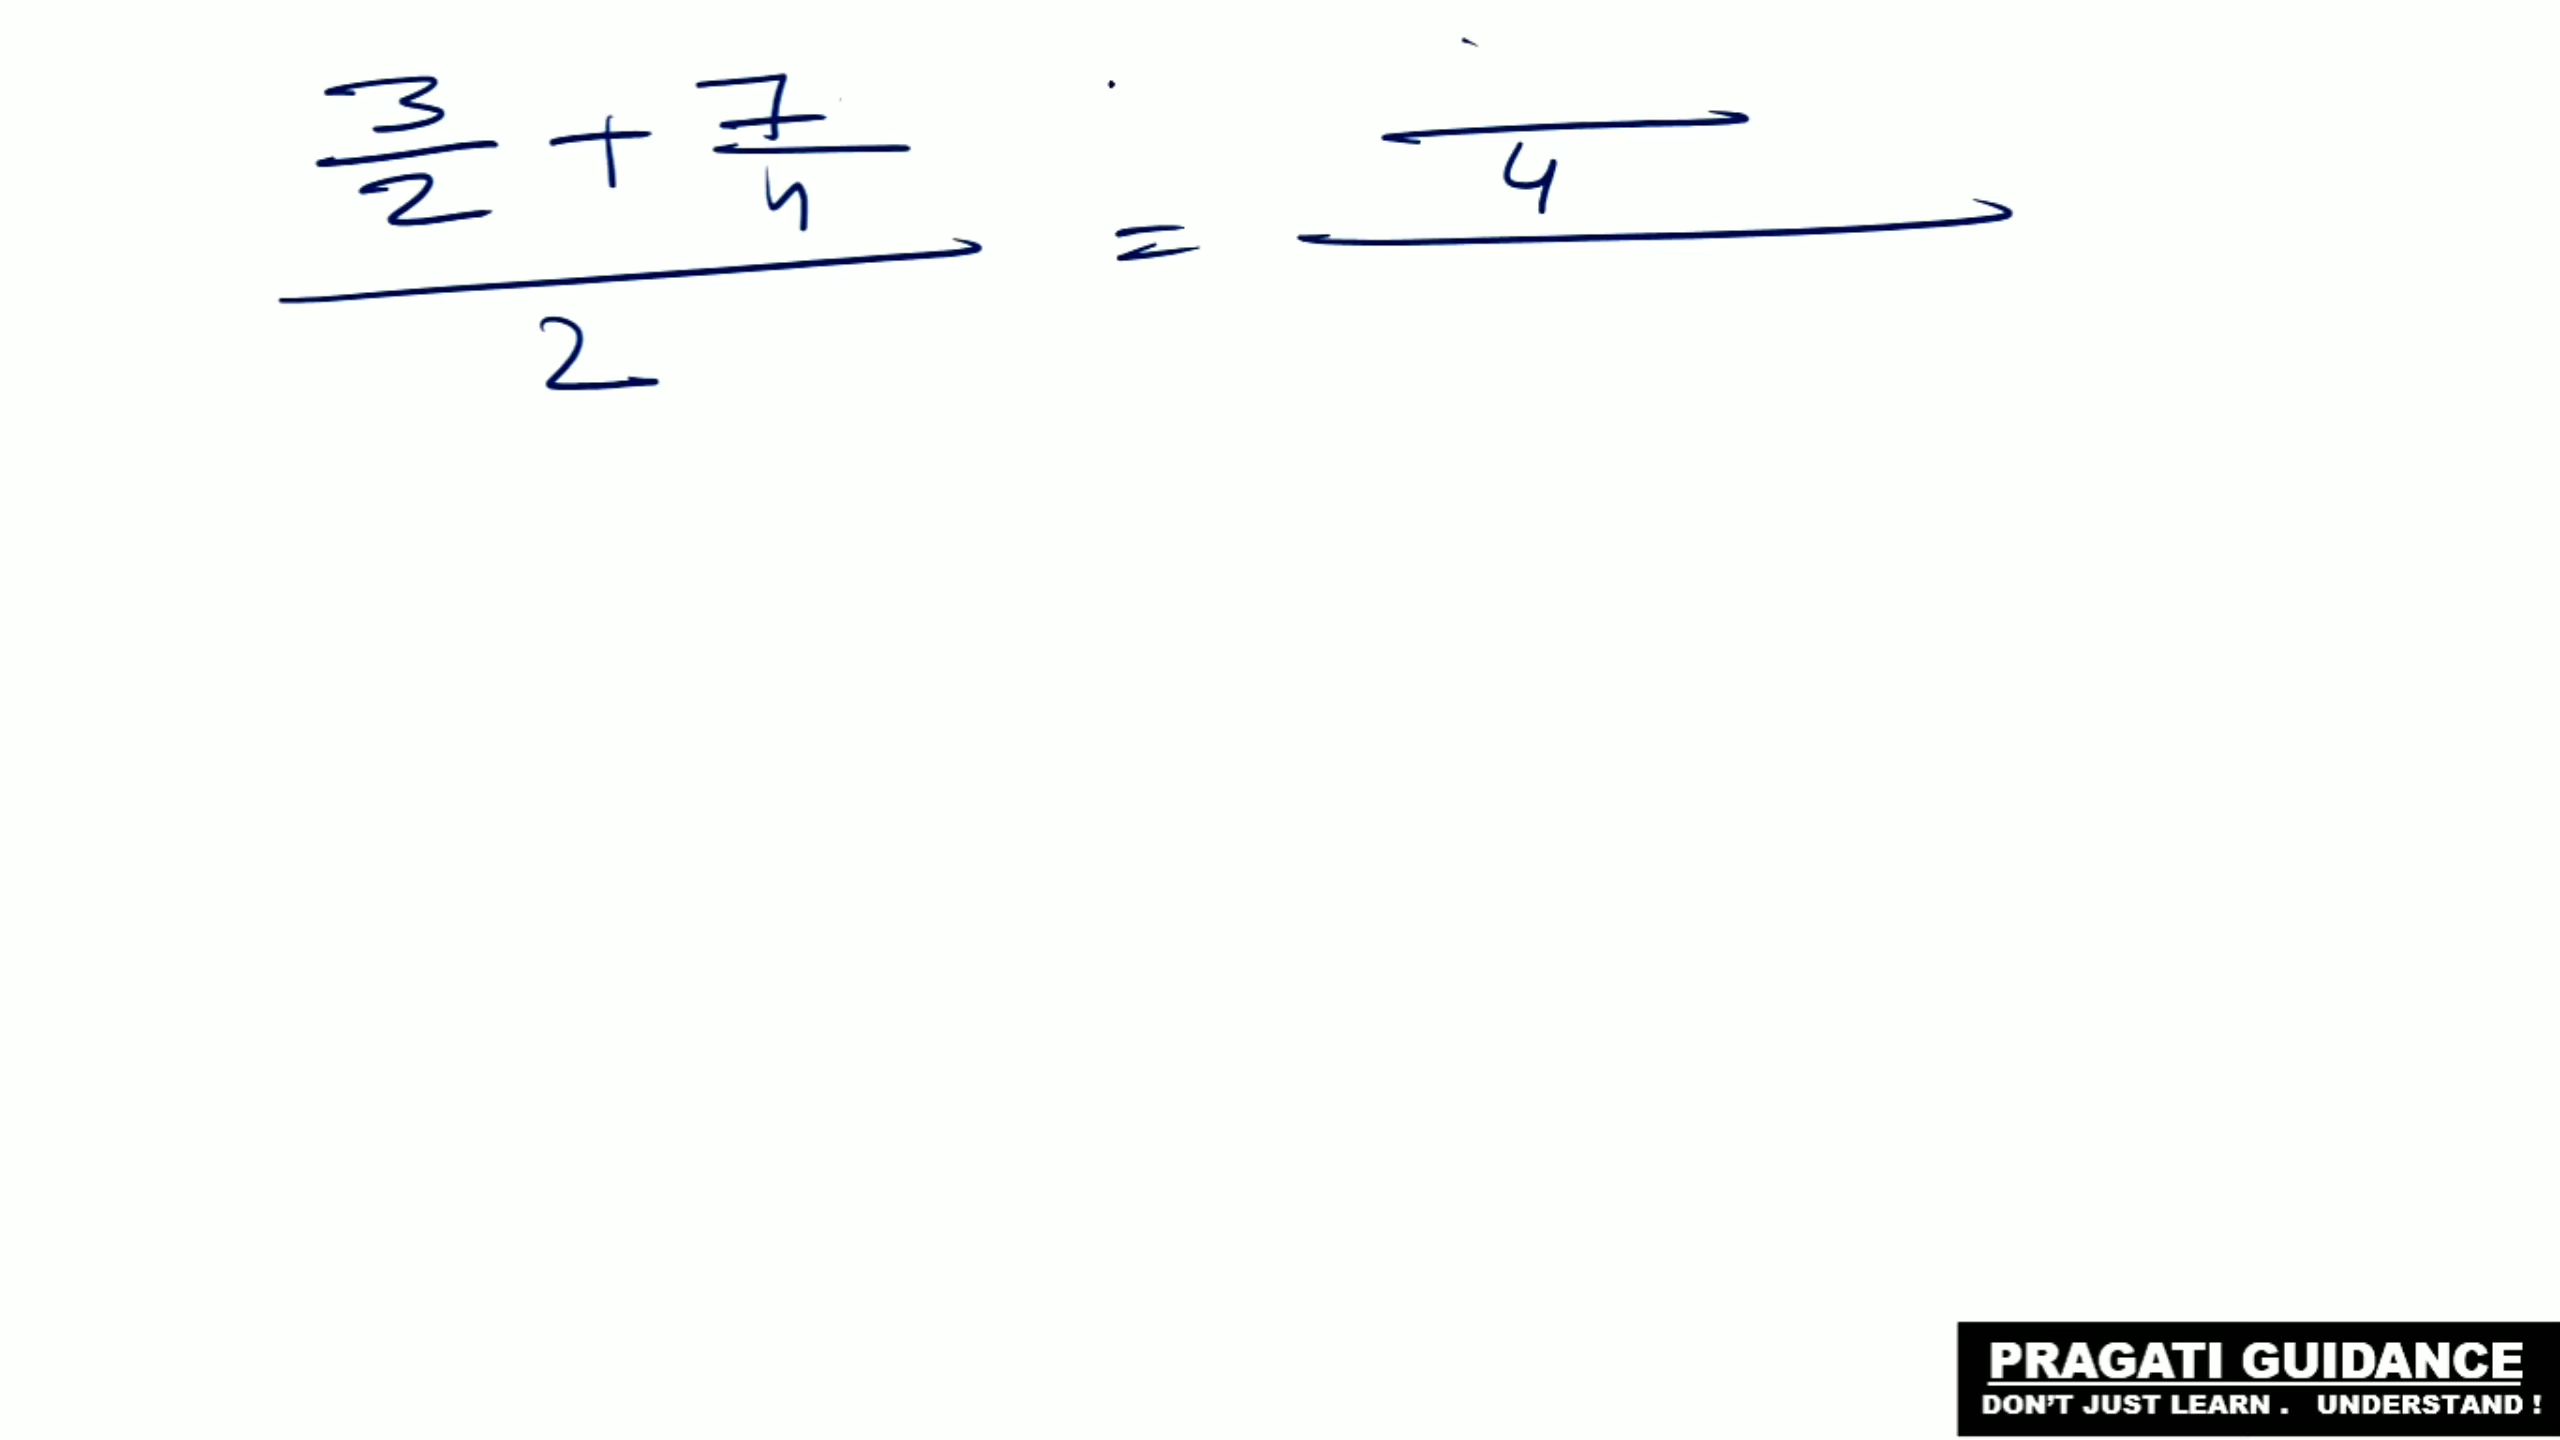 3/2 + 7/4
4
=
2
PRAGATI GUIDANCE
DON'T JUST LEARN . UNDERSTAND !